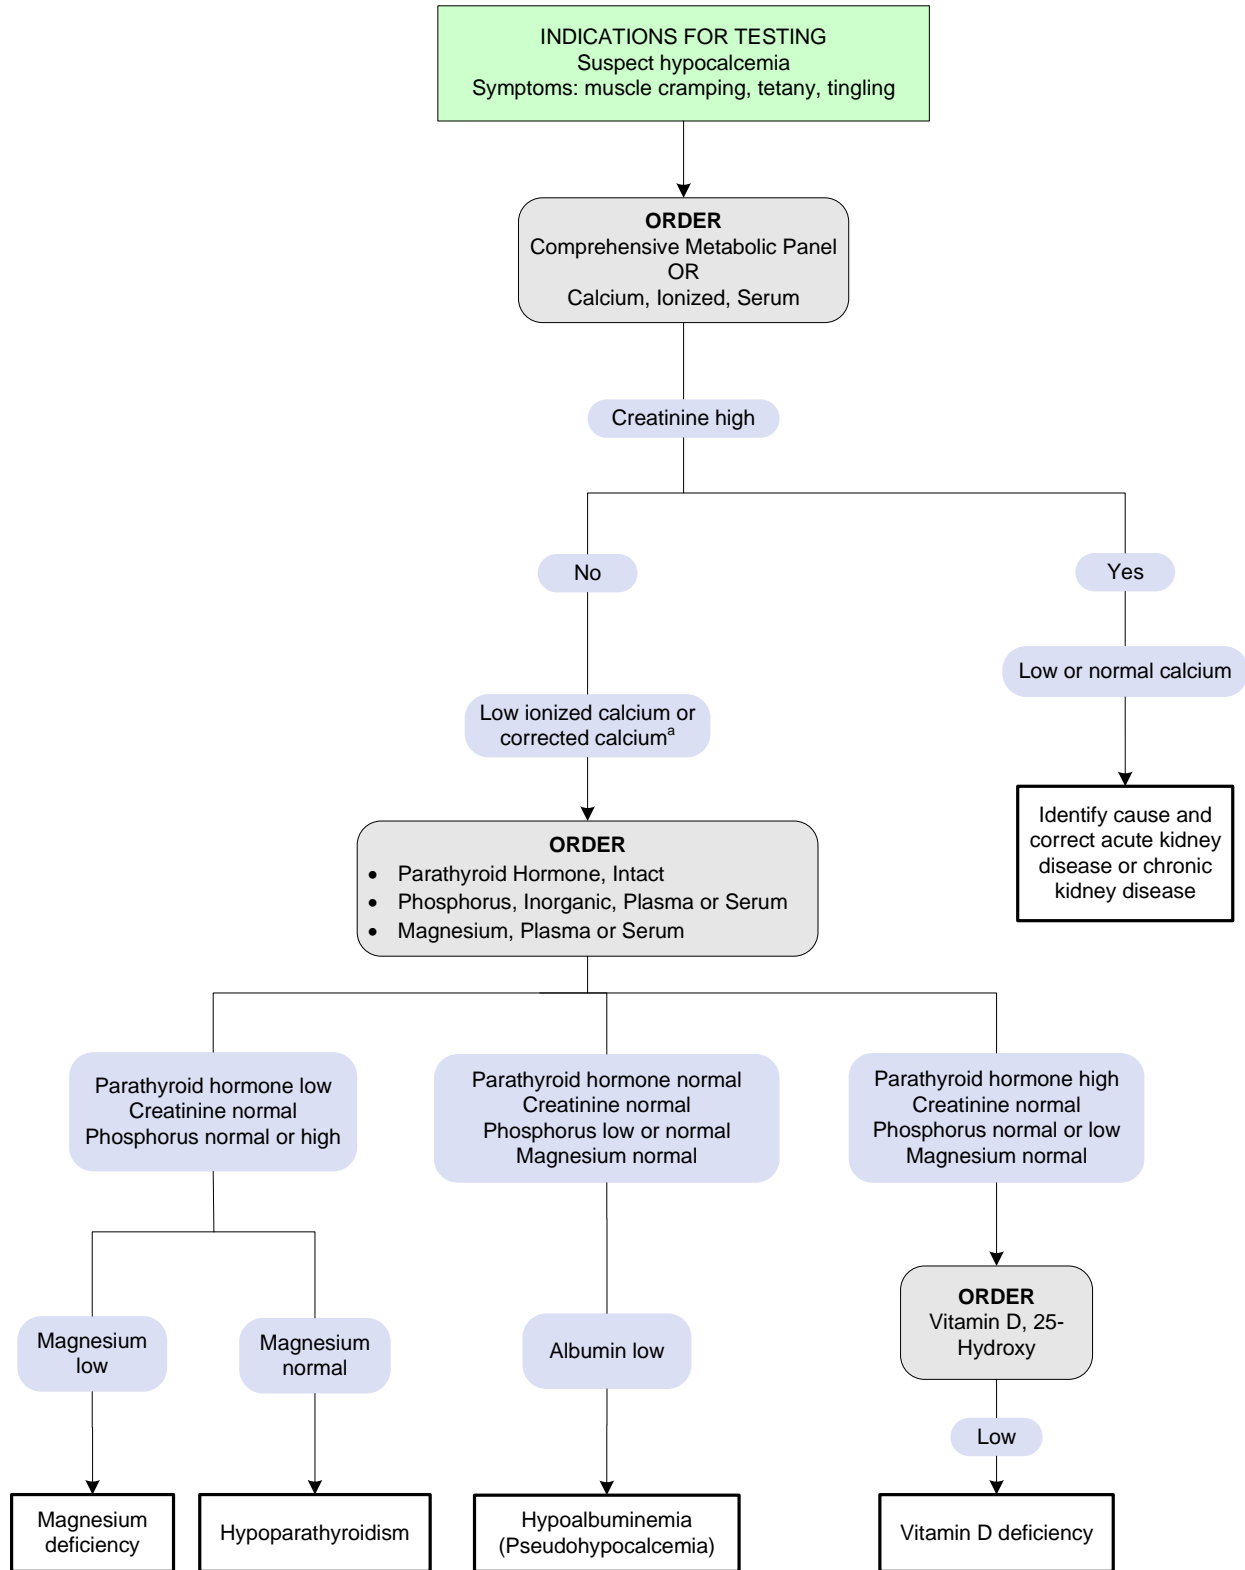 INDICATIONS FOR TESTING
Suspect hypocalcemia
Symptoms: muscle cramping, tetany, tingling
ORDER
Comprehensive Metabolic Panel
OR
Calcium, Ionized, Serum
Creatinine high
No
Yes
Low or normal calcium
Low ionized calcium or
corrected calciumᵃ
Identify cause and
correct acute kidney
disease or chronic
kidney disease
ORDER
• Parathyroid Hormone, Intact
• Phosphorus, Inorganic, Plasma or Serum
• Magnesium, Plasma or Serum
Parathyroid hormone low
Creatinine normal
Phosphorus normal or high
Parathyroid hormone normal
Creatinine normal
Phosphorus low or normal
Magnesium normal
Parathyroid hormone high
Creatinine normal
Phosphorus normal or low
Magnesium normal
ORDER
Vitamin D, 25-
Hydroxy
Magnesium
low
Magnesium
normal
Albumin low
Low
Magnesium
deficiency
Hypoparathyroidism
Hypoalbuminemia
(Pseudohypocalcemia)
Vitamin D deficiency